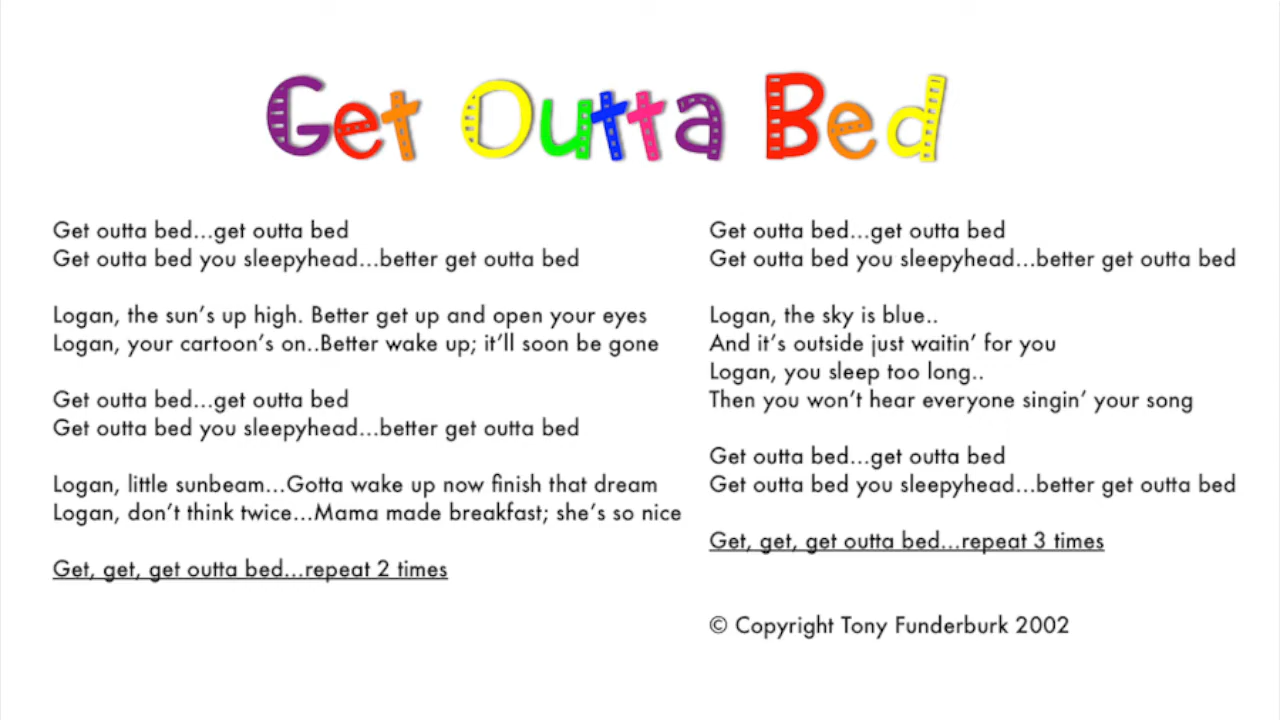 Get Outta Bed
Get outta bed...get outta bed
Get outta bed you sleepyhead...better get outta bed
Logan, the sun's up high. Better get up and open your eyes
Logan, your cartoon's on..Better wake up; it'll soon be gone
Get outta bed...get outta bed
Get outta bed you sleepyhead...better get outta bed
Logan, little sunbeam...Gotta wake up now finish that dream
Logan, don't think twice...Mama made breakfast; she's so nice
Get, get, get outta bed...repeat 2 times
Get outta bed...get outta bed
Get outta bed you sleepyhead...better get outta bed
Logan, the sky is blue..
And it's outside just waitin' for you
Logan, you sleep too long..
Then you won't hear everyone singin' your song
Get outta bed...get outta bed
Get outta bed you sleepyhead...better get outta bed
Get, get, get outta bed...repeat 3 times
© Copyright Tony Funderburk 2002